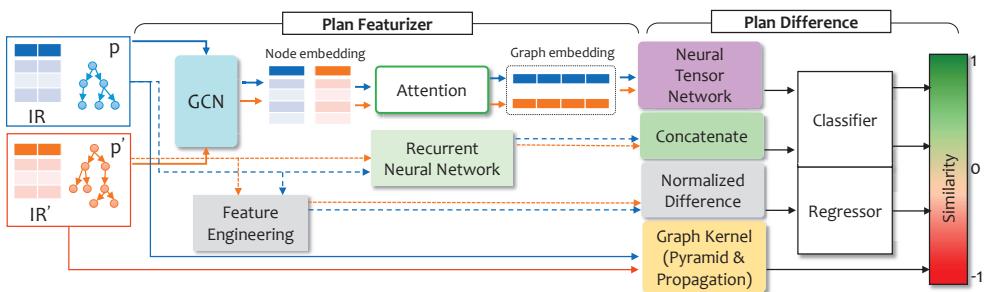 Plan Featurizer
Plan Difference
p
IR
p'
IR'
GCN
Node embedding
Attention
Graph embedding
Recurrent
Neural Network
Feature
Engineering
Neural
Tensor
Network
Concatenate
Normalized
Difference
Graph Kernel
(Pyramid &
Propagation)
Classifier
Regressor
Similarity
1
0
-1